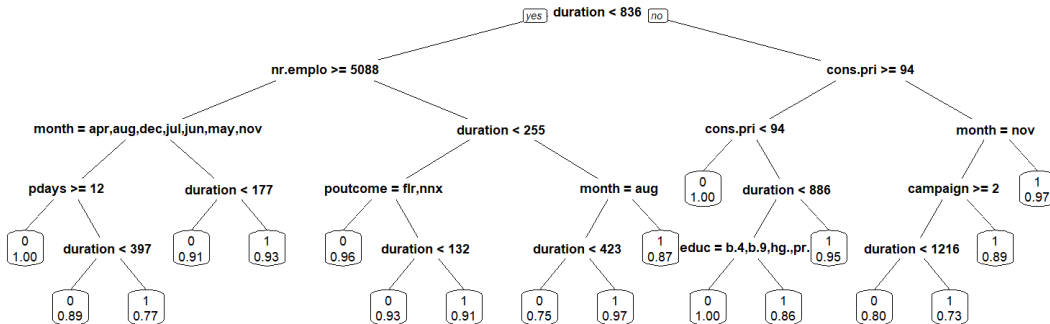 yes duration < 836 no
nr.emplo >= 5088 cons.pri >= 94
month = apr,aug,dec,jul,jun,may,nov duration < 255 cons.pri < 94 month = nov
pdays >= 12 duration < 177 poutcome = flr,nnx month = aug 0 1.00 duration < 886 campaign >= 2 1 0.97
0 1.00 duration < 397 0 0.91 1 0.93 0 0.96 duration < 132 duration < 423 1 0.87 educ = b.4,b.9,hg.,pr. 1 0.95 duration < 1216 1 0.89
0 0.89 1 0.77 0 0.93 1 0.91 0 0.75 1 0.97 0 1.00 1 0.86 0 0.80 1 0.73